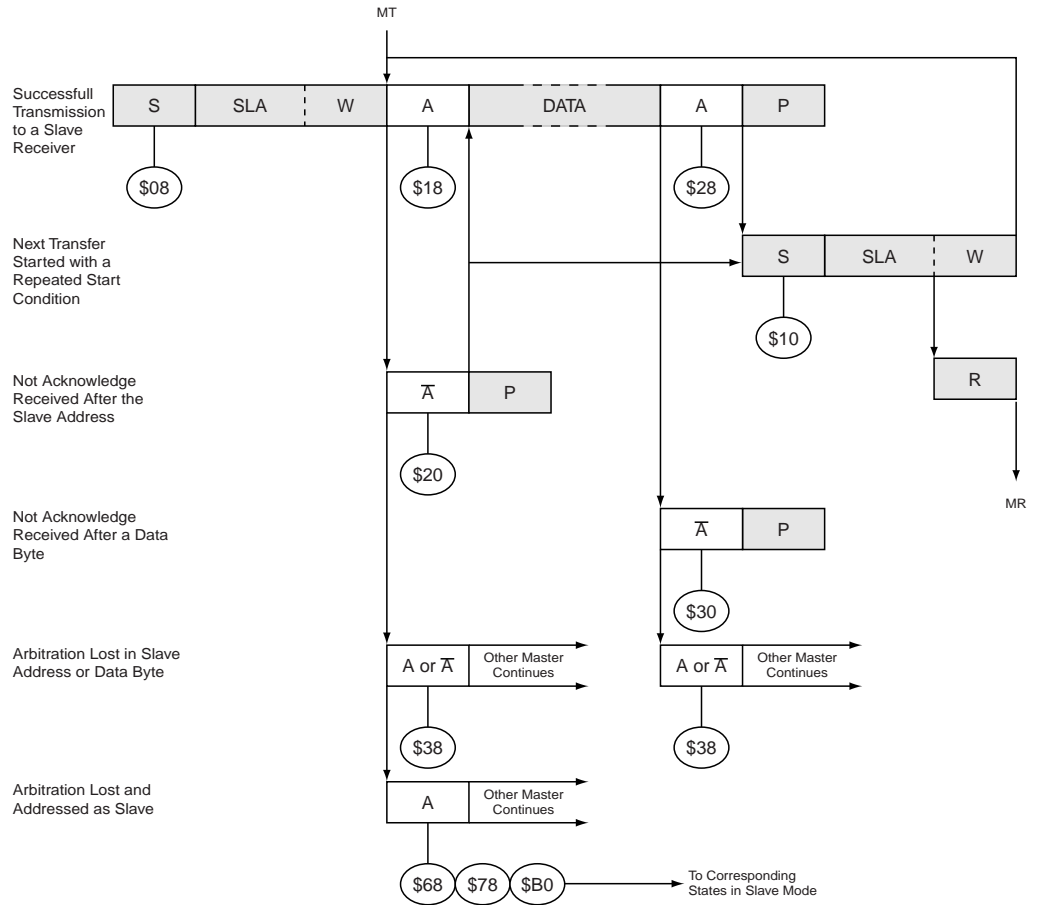 MT
Successfull
Transmission
to a Slave
Receiver
S SLA W A DATA A P
$08 $18 $28
Next Transfer
Started with a
Repeated Start
Condition
S SLA W
$10
Not Acknowledge
Received After the
Slave Address
A̅ P
R
$20
MR
Not Acknowledge
Received After a Data
Byte
A̅ P
$30
Arbitration Lost in Slave
Address or Data Byte
A or A̅
Other Master
Continues
A or A̅
Other Master
Continues
$38 $38
Arbitration Lost and
Addressed as Slave
A
Other Master
Continues
$68 $78 $B0
To Corresponding
States in Slave Mode